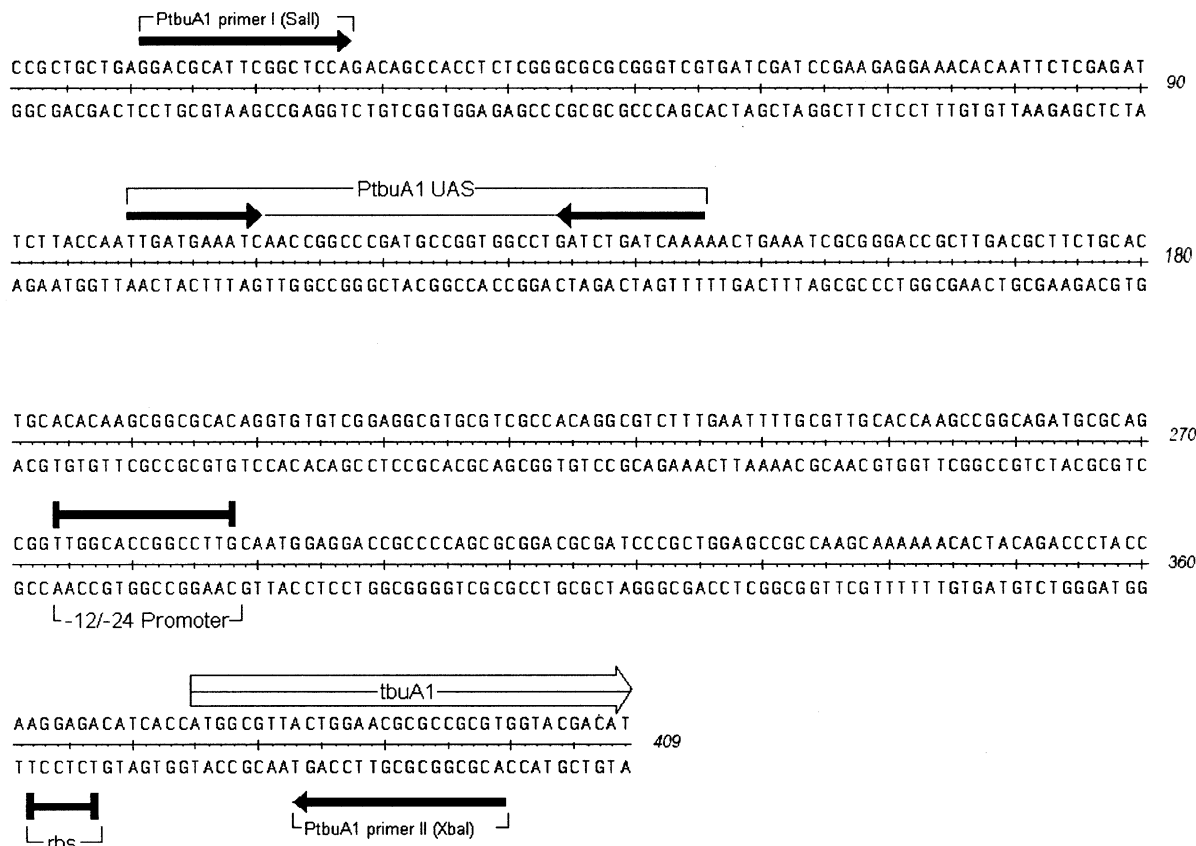 PtbuA1 primer I (SalI)
CCGCTGCTGAGGACGCATTCGGCTCCAGACAGCCACCTCTCGGGCGCGCGGGTCGTGATCGATCCGAAGAGGAAACACAATTCTCGAGAT
90
GGCGACGACTCCTGCGTAAGCCGAGGTCTGTCGGTGGAGAGCCCGCGCGCCCAGCACTAGCTAGGCTTCTCCTTTGTGTTAAGAGCTCTA
PtbuA1 UAS
TCTTACCAATTGATGAAATCAACCGGCCCGATGCCGGTGGCCTGATCTGATCAAAAACTGAAATCGCGGGACCGCTTGACGCTTCTGCAC
180
AGAATGGTTAACTACTTTAGTTGGCCGGGCTACGGCCACCGGACTAGACTAGTTTTTGACTTTAGCGCCCTGGCGAACTGCGAAGACGTG
TGCACACAAGCGGCGCACAGGTGTGTCGGAGGCGTGCGTCGCCACAGGCGTCTTTGAATTTTGCGTTGCACCAAGCCGGCAGATGCGCAG
270
ACGTGTGTTCGCCGCGTGTCCACACAGCCTCCGCACGCAGCGGTGTCCGCAGAAACTTAAAACGCAACGTGGTTCGGCCGTCTACGCGTC
CGGTTGGCACCGGCCTTGCAATGGAGGACCGCCCCAGCGCGGACGCGATCCCGCTGGAGCCGCCAAGCAAAAAACACTACAGACCCTACC
360
GCCAACCGTGGCCGGAACGTTACCTCCTGGCGGGGTCGCGCCTGCGCTAGGGCGACCTCGGCGGTTCGTTTTTTGTGATGTCTGGGATGG
-12/-24 Promoter
tbuA1
AAGGAGACATCACCATGGCGTTACTGGAACGCGCCGCGTGGTACGACAT
409
TTCCTCTGTAGTGGTACCGCAATGACCTTGCGCGGCGCACCATGCTGTA
rbs
PtbuA1 primer II (XbaI)